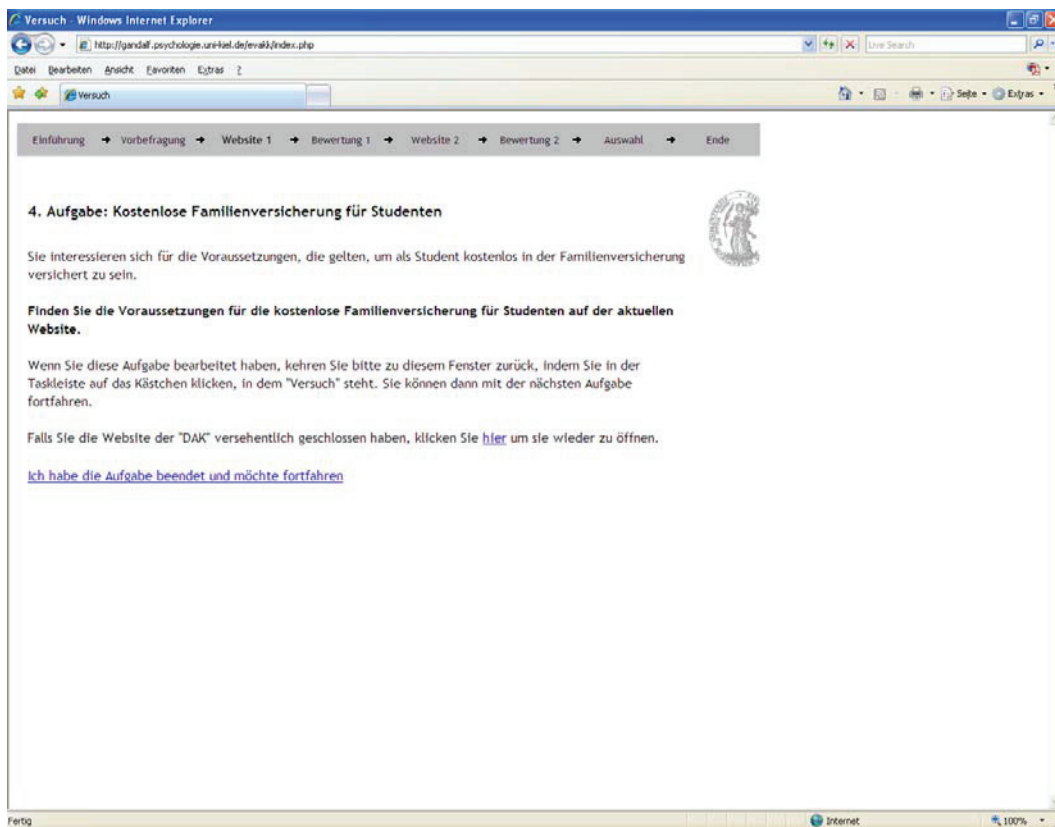 Versuch - Windows Internet Explorer
http://gandalf.psychologie.uni-kiel.de/evakk/index.php
Live Search
Datei Bearbeiten Ansicht Favoriten Extras ?
Versuch
Seite Extras
Einführung → Vorbefragung → Website 1 → Bewertung 1 → Website 2 → Bewertung 2 → Auswahl → Ende
4. Aufgabe: Kostenlose Familienversicherung für Studenten
Sie interessieren sich für die Voraussetzungen, die gelten, um als Student kostenlos in der Familienversicherung
versichert zu sein.
Finden Sie die Voraussetzungen für die kostenlose Familienversicherung für Studenten auf der aktuellen
Website.
Wenn Sie diese Aufgabe bearbeitet haben, kehren Sie bitte zu diesem Fenster zurück, indem Sie in der
Taskleiste auf das Kästchen klicken, in dem "Versuch" steht. Sie können dann mit der nächsten Aufgabe
fortfahren.
Falls Sie die Website der "DAK" versehentlich geschlossen haben, klicken Sie hier um sie wieder zu öffnen.
Ich habe die Aufgabe beendet und möchte fortfahren
Fertig
Internet
100%